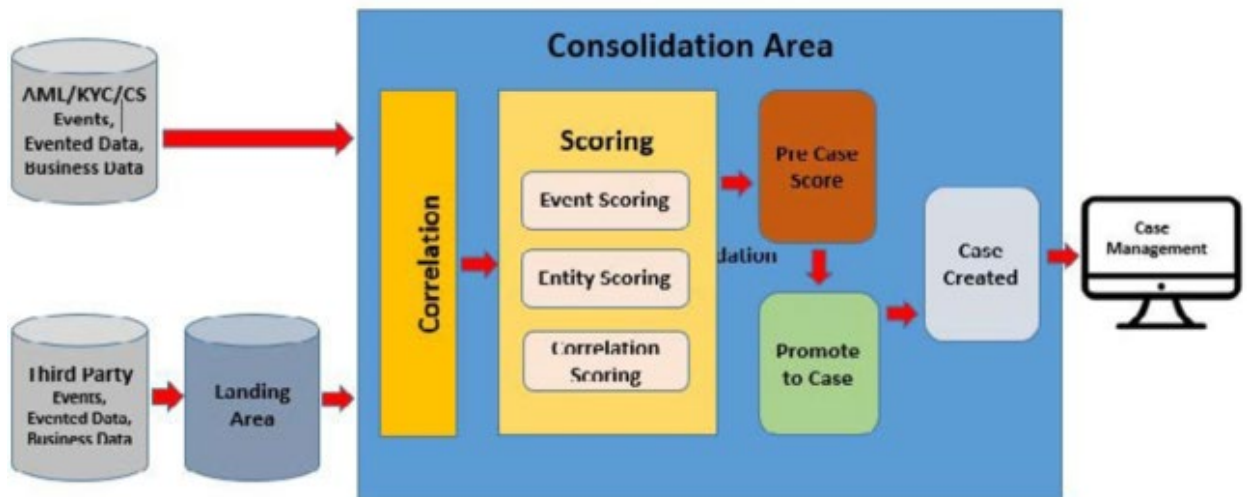 Consolidation Area
AML/KYC/CS
Events,
Evented Data,
Business Data
Correlation
Scoring
Event Scoring
Entity Scoring
Correlation
Scoring
Pre Case
Score
dation
Promote
to Case
Case
Created
Case
Management
Third Party
Events,
Evented Data,
Business Data
Landing
Area